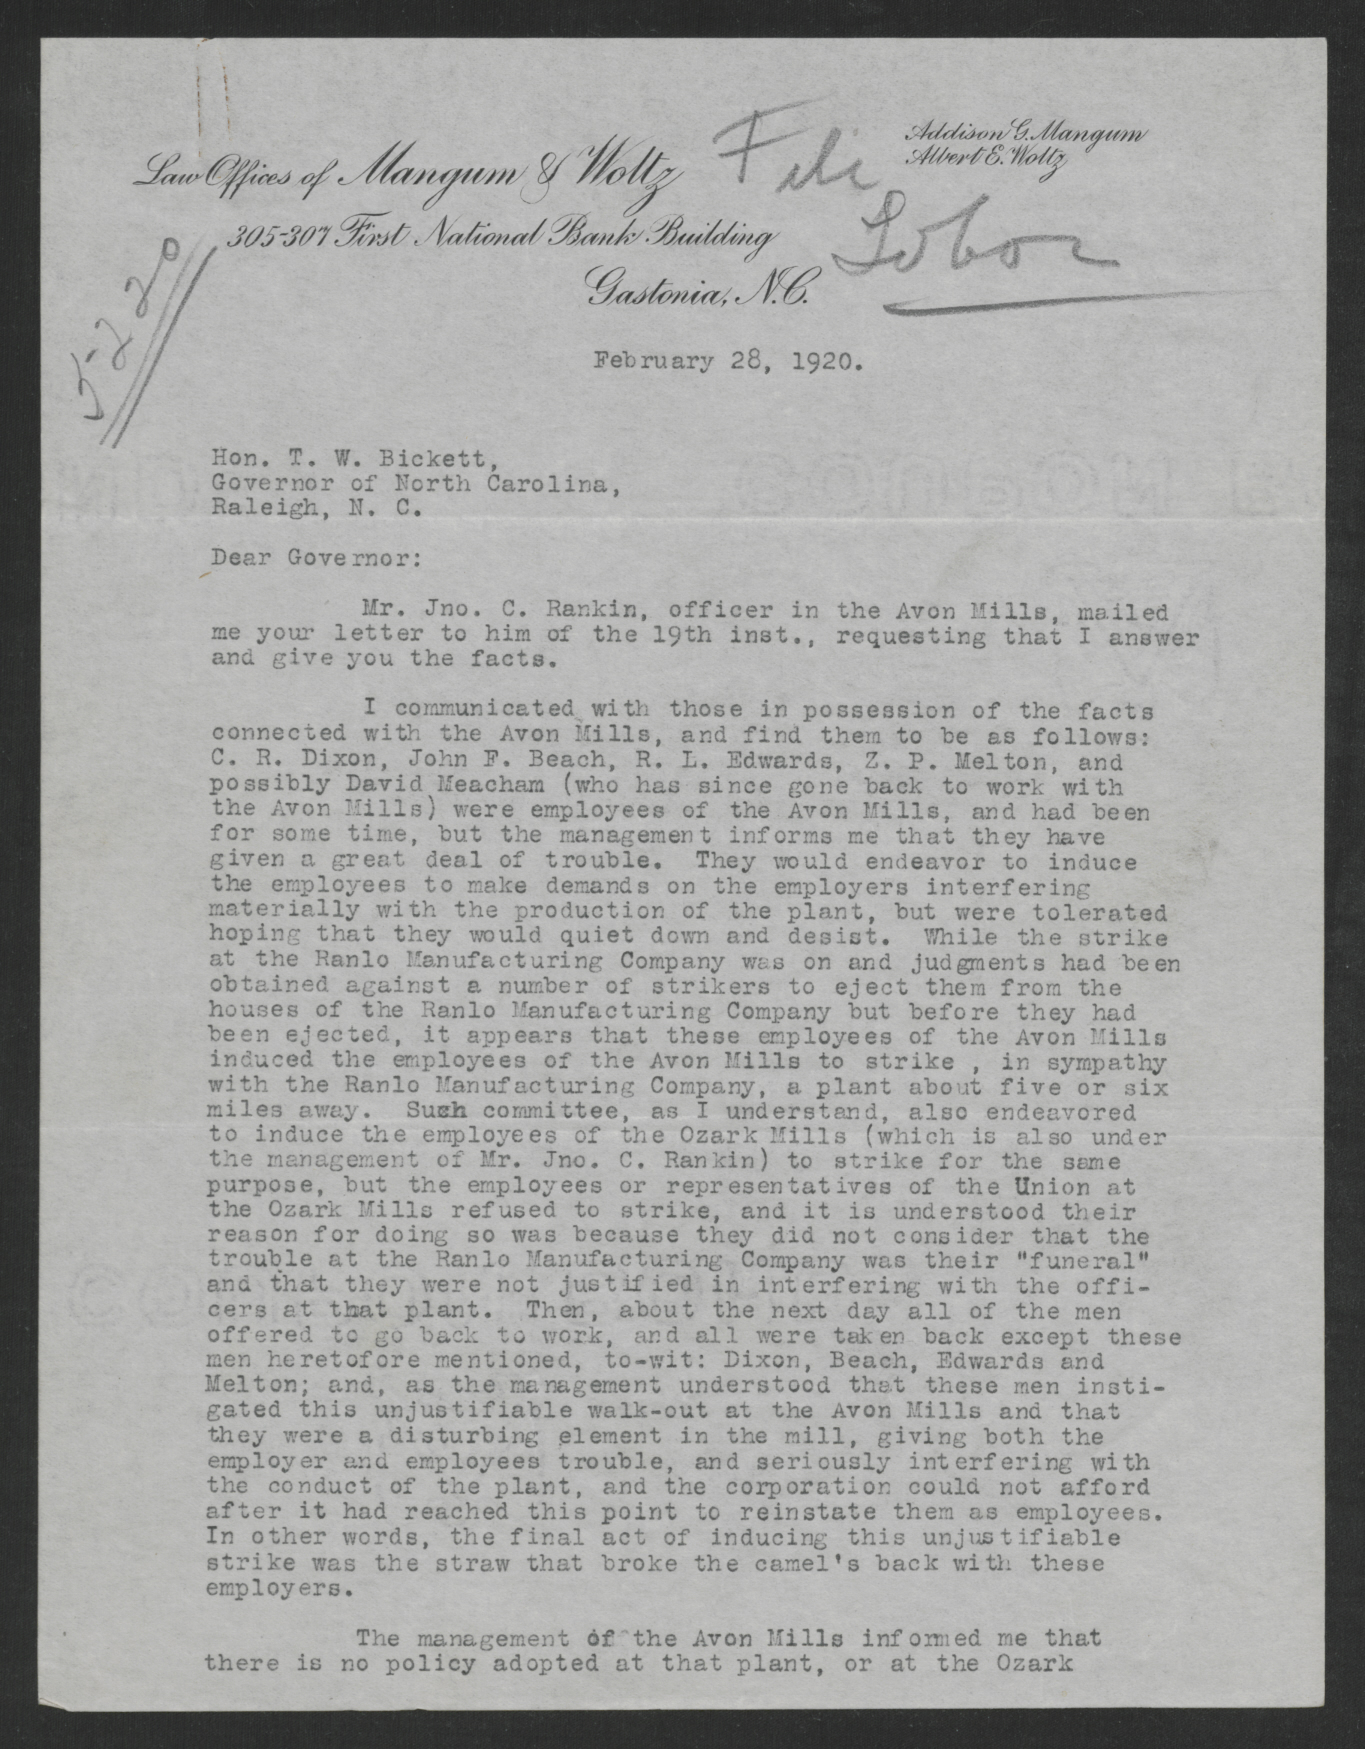 Law Offices of Mangum & Woltz
305-307 First National Bank Building
Gastonia, N.C.
Addison G. Mangum
Albert E. Woltz
File
Labor
5-2-20
February 28, 1920.
Hon. T. W. Bickett,
Governor of North Carolina,
Raleigh, N. C.
Dear Governor:
Mr. Jno. C. Rankin, officer in the Avon Mills, mailed
me your letter to him of the 19th inst., requesting that I answer
and give you the facts.
I communicated with those in possession of the facts
connected with the Avon Mills, and find them to be as follows:
C. R. Dixon, John F. Beach, R. L. Edwards, Z. P. Melton, and
possibly David Meacham (who has since gone back to work with
the Avon Mills) were employees of the Avon Mills, and had been
for some time, but the management informs me that they have
given a great deal of trouble. They would endeavor to induce
the employees to make demands on the employers interfering
materially with the production of the plant, but were tolerated
hoping that they would quiet down and desist. While the strike
at the Ranlo Manufacturing Company was on and judgments had been
obtained against a number of strikers to eject them from the
houses of the Ranlo Manufacturing Company but before they had
been ejected, it appears that these employees of the Avon Mills
induced the employees of the Avon Mills to strike , in sympathy
with the Ranlo Manufacturing Company, a plant about five or six
miles away. Such committee, as I understand, also endeavored
to induce the employees of the Ozark Mills (which is also under
the management of Mr. Jno. C. Rankin) to strike for the same
purpose, but the employees or representatives of the Union at
the Ozark Mills refused to strike, and it is understood their
reason for doing so was because they did not consider that the
trouble at the Ranlo Manufacturing Company was their "funeral"
and that they were not justified in interfering with the offi-
cers at that plant. Then, about the next day all of the men
offered to go back to work, and all were taken back except these
men heretofore mentioned, to-wit: Dixon, Beach, Edwards and
Melton; and, as the management understood that these men insti-
gated this unjustifiable walk-out at the Avon Mills and that
they were a disturbing element in the mill, giving both the
employer and employees trouble, and seriously interfering with
the conduct of the plant, and the corporation could not afford
after it had reached this point to reinstate them as employees.
In other words, the final act of inducing this unjustifiable
strike was the straw that broke the camel's back with these
employers.
The management of the Avon Mills informed me that
there is no policy adopted at that plant, or at the Ozark